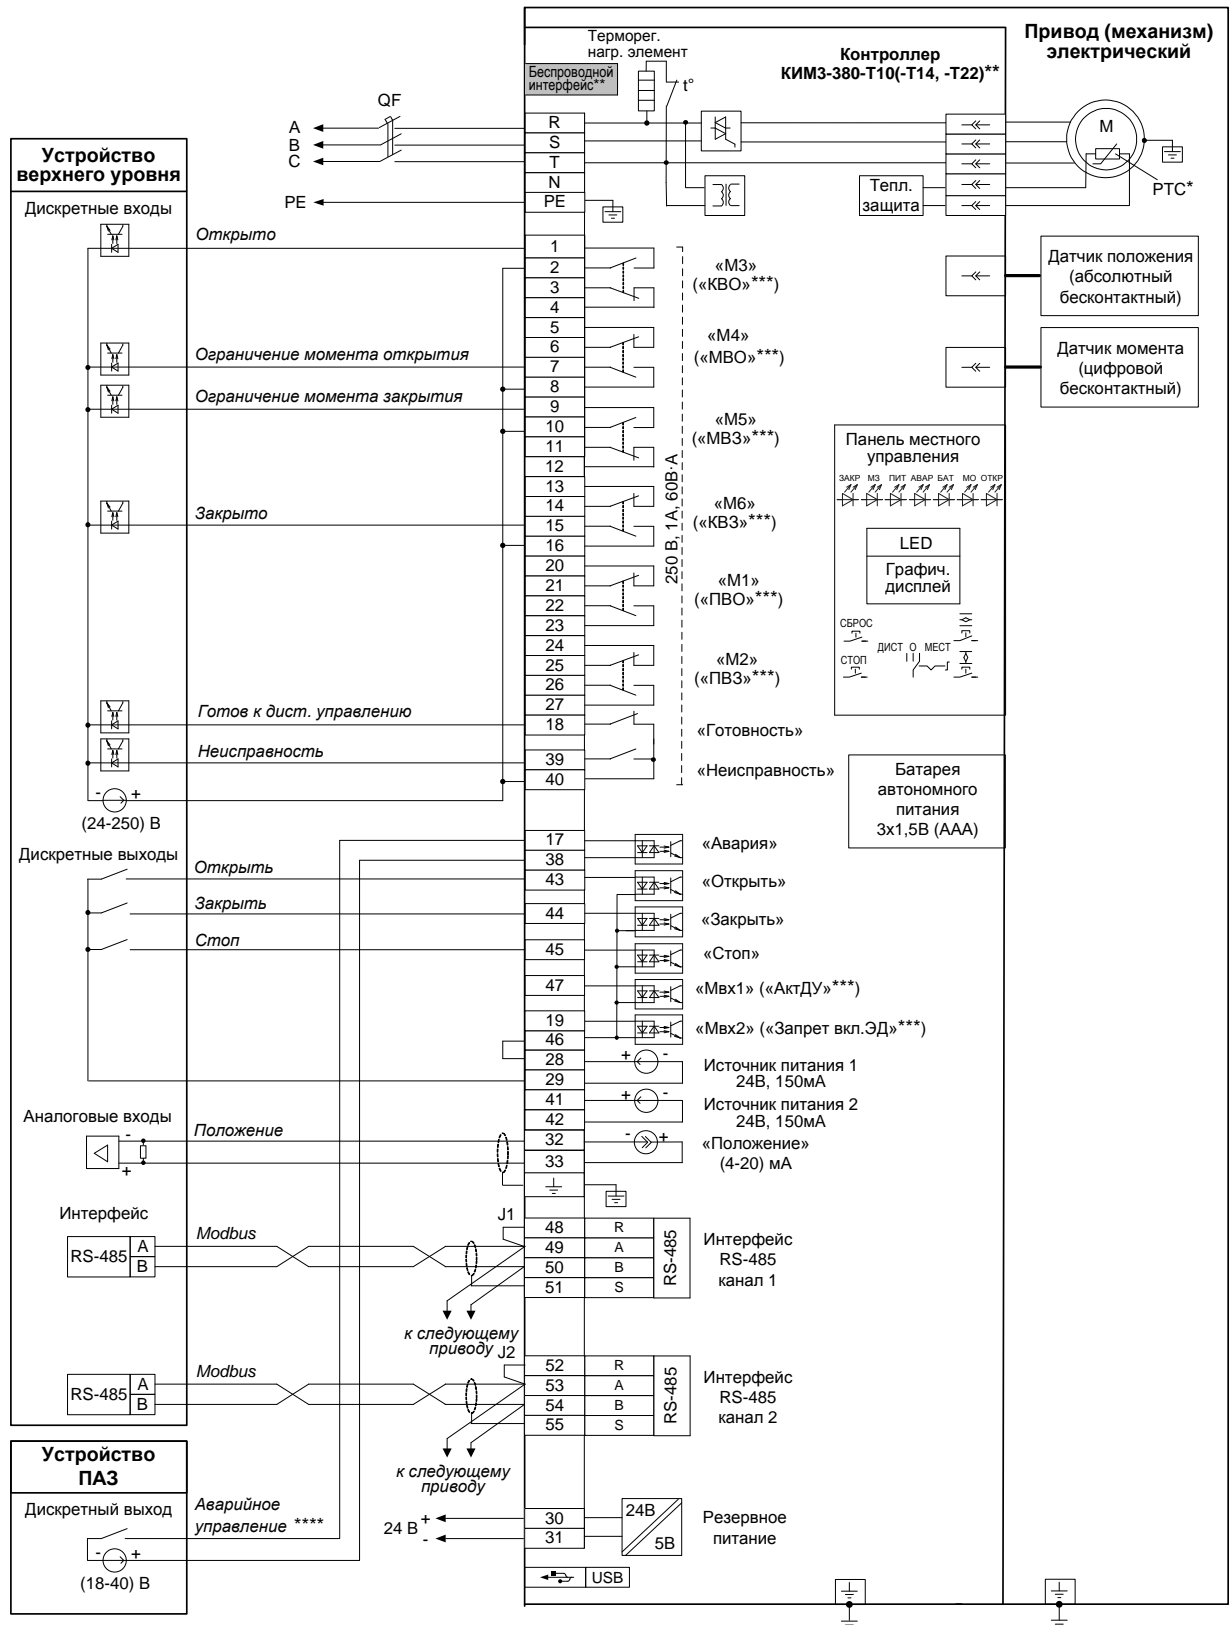 Привод (механизм)
электрический
Терморег.
нагр. элемент
Контроллер
КИМ3-380-Т10(-Т14, -Т22)**
Беспроводной
интерфейс**
t°
QF
A
B
C
PE
R
S
T
N
PE
M
PTC*
Тепл.
защита
Устройство
верхнего уровня
Дискретные входы
Открыто
1
2
3
4
«М3»
(«КВО»***)
Датчик положения
(абсолютный
бесконтактный)
5
6
7
8
Ограничение момента открытия
«М4»
(«МВО»***)
Датчик момента
(цифровой
бесконтактный)
Ограничение момента закрытия
9
10
11
12
«М5»
(«МВЗ»***)
250 В, 1А, 60В·А
Панель местного
управления
ЗАКР МЗ ПИТ АВАР БАТ МО ОТКР
13
14
15
16
Закрыто
«М6»
(«КВЗ»***)
LED
Графич.
дисплей
20
21
22
23
«М1»
(«ПВО»***)
СБРОС
СТОП
ДИСТ О МЕСТ
24
25
26
27
«М2»
(«ПВЗ»***)
Готов к дист. управлению
18
«Готовность»
Неисправность
39
40
«Неисправность»
Батарея
автономного
питания
3х1,5В (ААА)
- +
(24-250) В
17
38
«Авария»
Дискретные выходы
Открыть
43
«Открыть»
Закрыть
44
«Закрыть»
Стоп
45
«Стоп»
47
«Мвх1» («АктДУ»***)
19
46
«Мвх2» («Запрет вкл.ЭД»***)
28
29
+ -
Источник питания 1
24В, 150мА
41
42
+ -
Источник питания 2
24В, 150мА
Аналоговые входы
-
+
Положение
32
33
- +
«Положение»
(4-20) мА
Интерфейс
RS-485
A
B
Modbus
J1
48 R
49 A
50 B
51 S
RS-485
Интерфейс
RS-485
канал 1
к следующему
приводу
RS-485
A
B
Modbus
J2
52 R
53 A
54 B
55 S
RS-485
Интерфейс
RS-485
канал 2
к следующему
приводу
Устройство
ПАЗ
Дискретный выход
- +
(18-40) В
Аварийное
управление ****
24 В
+
-
30
31
24В
5В
Резервное
питание
USB